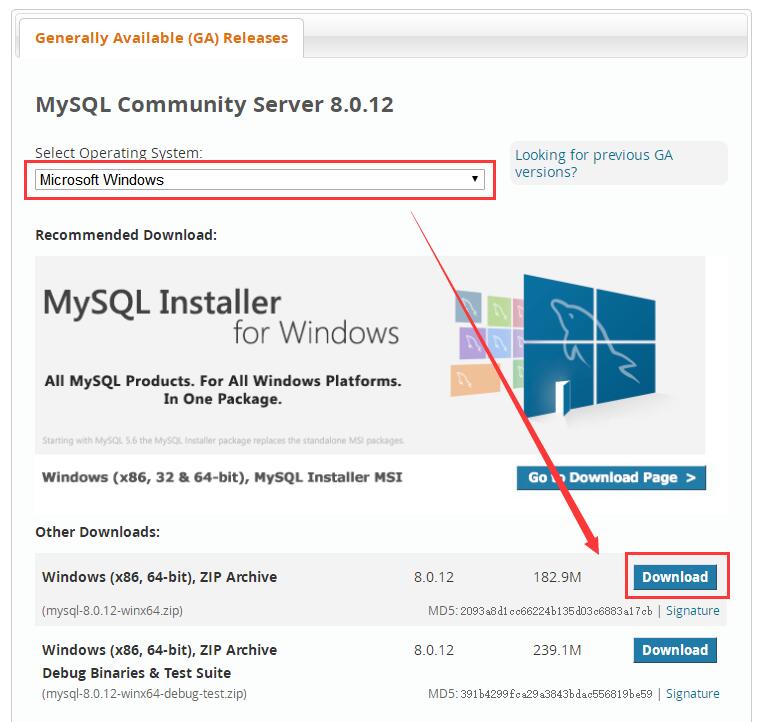 Generally Available (GA) Releases
MySQL Community Server 8.0.12
Select Operating System:
Looking for previous GA
versions?
Microsoft Windows
Recommended Download:
MySQL Installer
for Windows
All MySQL Products. For All Windows Platforms.
In One Package.
Starting with MySQL 5.6 the MySQL Installer package replaces the standalone MSI packages.
Windows (x86, 32 & 64-bit), MySQL Installer MSI
Go to Download Page >
Other Downloads:
Windows (x86, 64-bit), ZIP Archive 8.0.12 182.9M Download
(mysql-8.0.12-winx64.zip) MD5: 2093a8d1cc66224b135d03c6883a17cb | Signature
Windows (x86, 64-bit), ZIP Archive 8.0.12 239.1M Download
Debug Binaries & Test Suite
(mysql-8.0.12-winx64-debug-test.zip) MD5: 391b4299fca29a3843bdac556819be59 | Signature